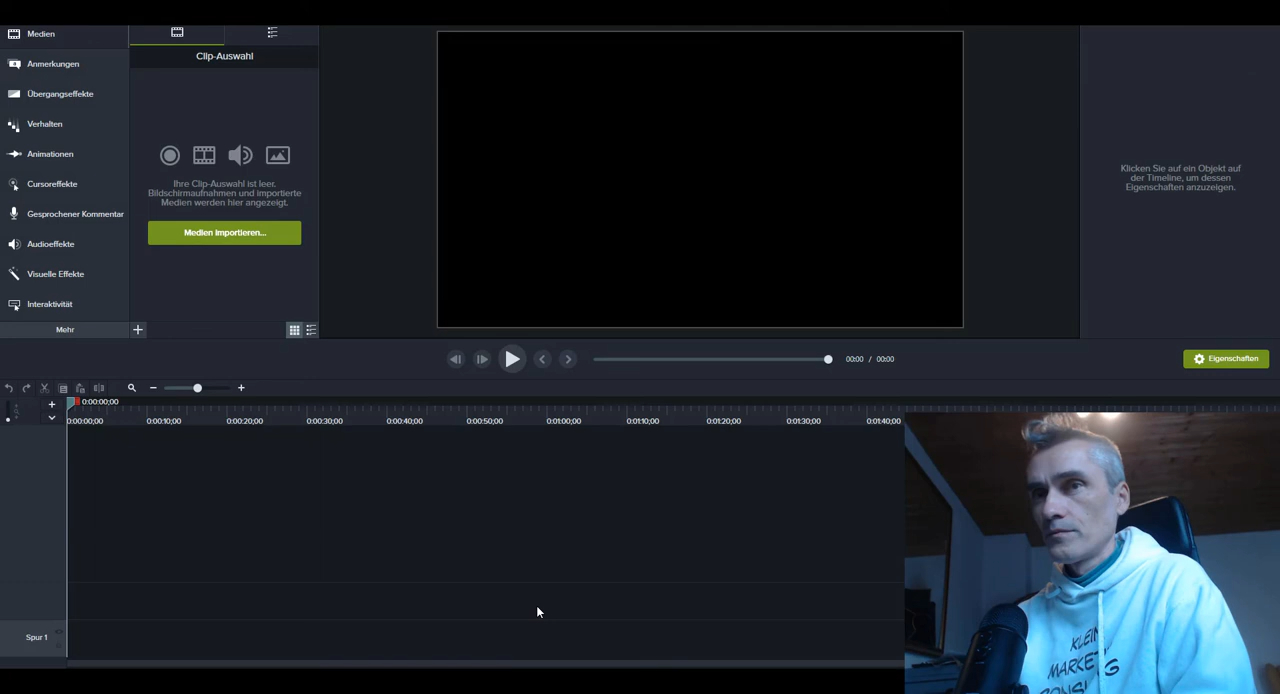 Medien
Anmerkungen
Übergangseffekte
Verhalten
Animationen
Cursoreffekte
Gesprochener Kommentar
Audioeffekte
Visuelle Effekte
Interaktivität
Mehr
Clip-Auswahl
Ihre Clip-Auswahl ist leer.
Bildschirmaufnahmen und importierte
Medien werden hier angezeigt.
Medien Importieren...
Klicken Sie auf ein Objekt auf
der Timeline, um dessen
Eigenschaften anzuzeigen.
00:00 / 00:00
Eigenschaften
0:00:00;00
0:00:00;00 0:00:10;00 0:00:20;00 0:00:30;00 0:00:40;00 0:00:50;00 0:01:00;00 0:01:10;00 0:01:20;00 0:01:30;00 0:01:40;00
Spur 1
KLEIN
MARKETING
CONSULTING